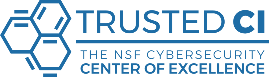 TRUSTED CI
THE NSF CYBERSECURITY
CENTER OF EXCELLENCE